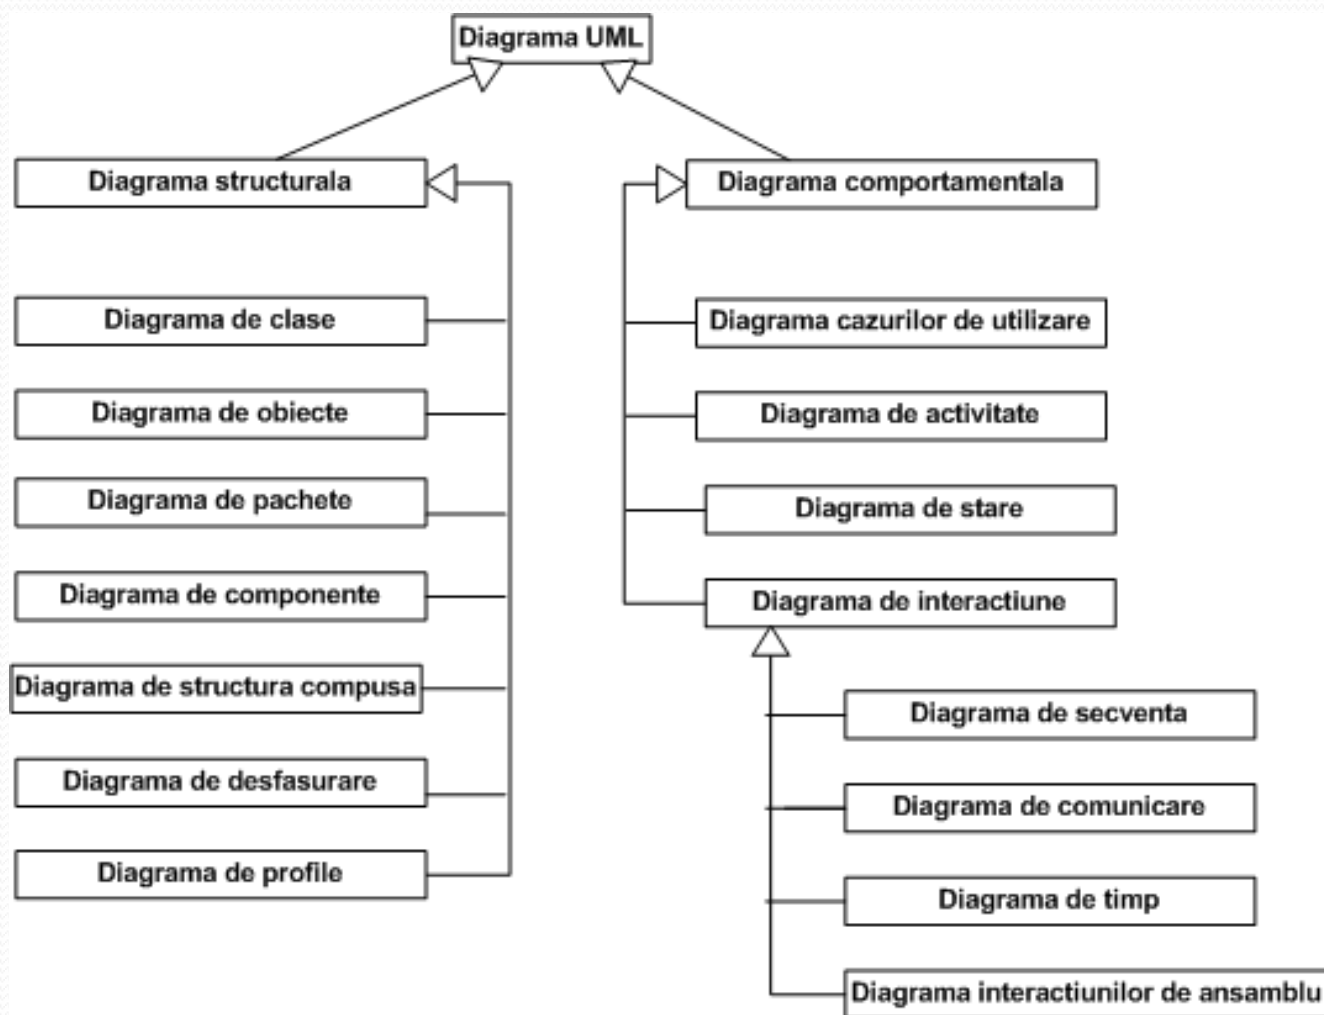 Diagrama UML
Diagrama structurala
Diagrama comportamentala
Diagrama de clase
Diagrama de obiecte
Diagrama de pachete
Diagrama de componente
Diagrama de structura compusa
Diagrama de desfasurare
Diagrama de profile
Diagrama cazurilor de utilizare
Diagrama de activitate
Diagrama de stare
Diagrama de interactiune
Diagrama de secventa
Diagrama de comunicare
Diagrama de timp
Diagrama interactiunilor de ansamblu